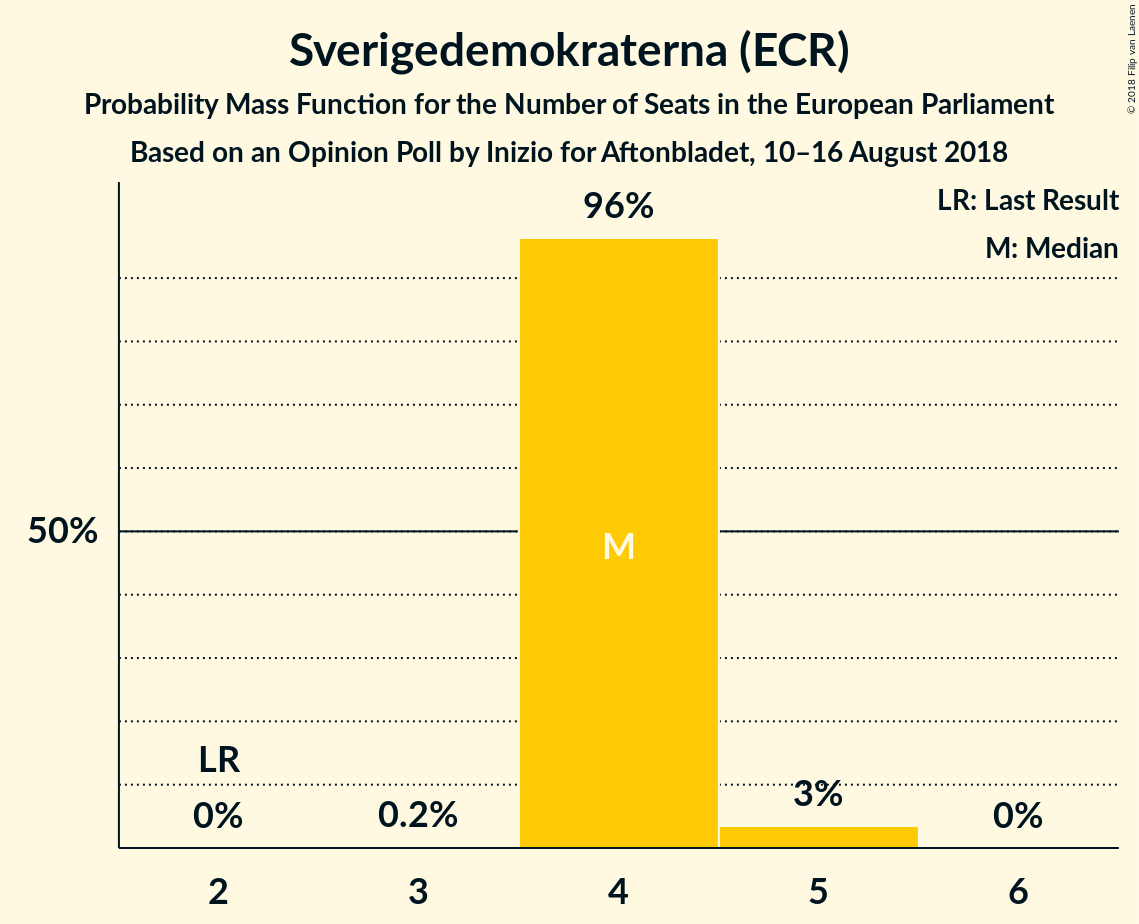 Sverigedemokraterna (ECR)
Probability Mass Function for the Number of Seats in the European Parliament
Based on an Opinion Poll by Inizio for Aftonbladet, 10–16 August 2018
© 2018 Filip van Laenen
LR: Last Result
M: Median
96%
50%
M
LR
0%
0.2%
3%
0%
2
3
4
5
6